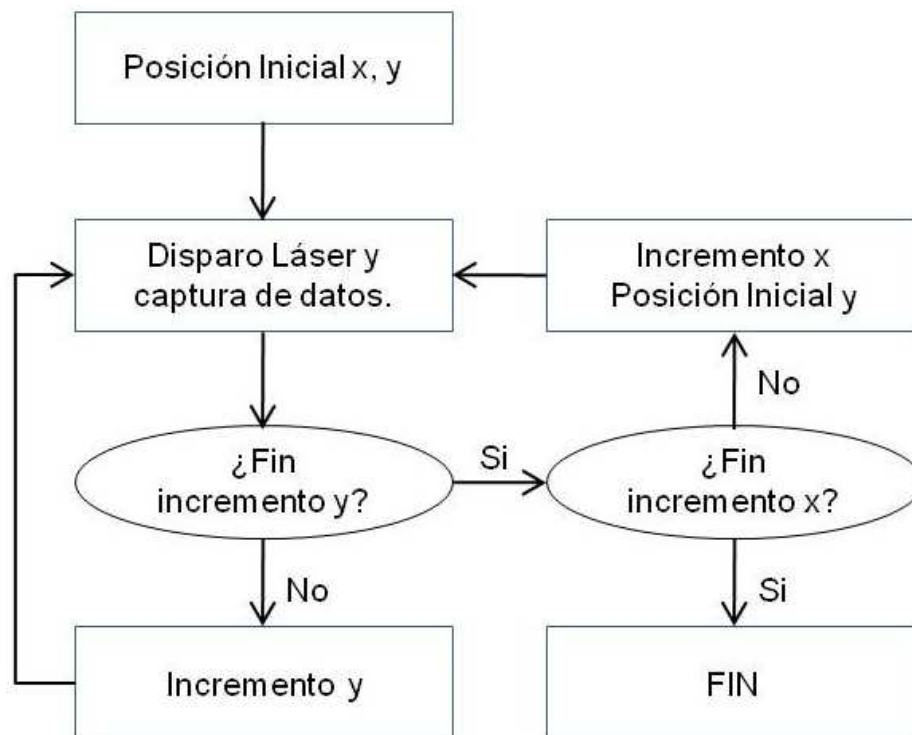 Posición Inicial x, y
Disparo Láser y
captura de datos.
Incremento x
Posición Inicial y
No
¿Fin
incremento y?
Si
¿Fin
incremento x?
No
Si
Incremento y
FIN